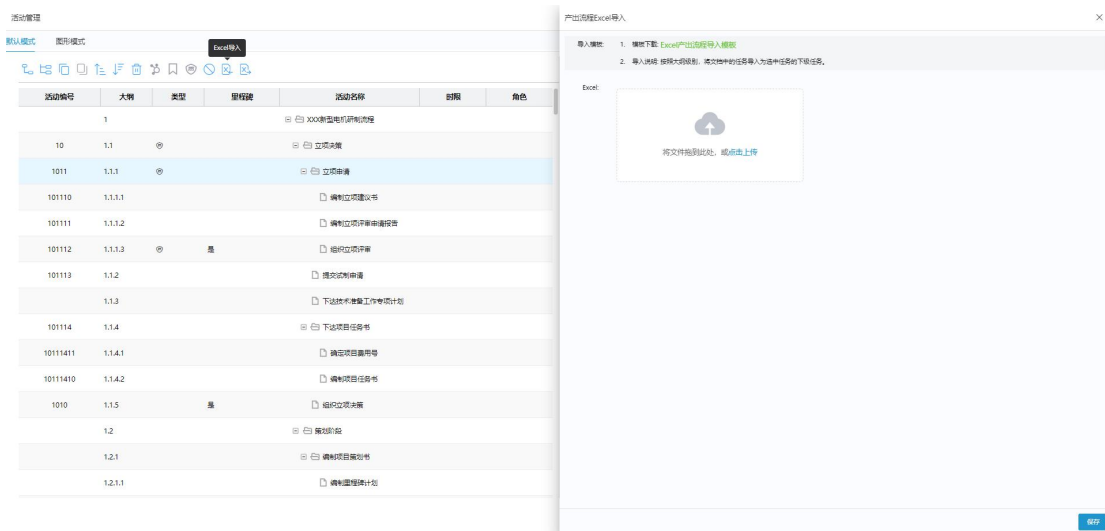 活动管理
默认模式 图形模式
Excel导入
活动编号 大纲 类型 里程碑 活动名称 时限 角色
1 XXX新型电机研制流程
10 1.1 立项决策
1011 1.1.1 立项申请
101110 1.1.1.1 编制立项建议书
101111 1.1.1.2 编制立项评审申请报告
101112 1.1.1.3 是 组织立项评审
101113 1.1.2 提交试制申请
1.1.3 下达技术准备工作专项计划
101114 1.1.4 下达项目任务书
10111411 1.1.4.1 确定项目费用号
10111410 1.1.4.2 编制项目任务书
1010 1.1.5 是 组织立项决策
1.2 策划阶段
1.2.1 编制项目策划书
1.2.1.1 编制里程碑计划
产出流程Excel导入
导入模板: 1. 模板下载: Excel产出流程导入模板
2. 导入说明: 按照大纲级别，将文档中的任务导入为选中任务的下级任务。
Excel:
将文件拖到此处，或点击上传
保存